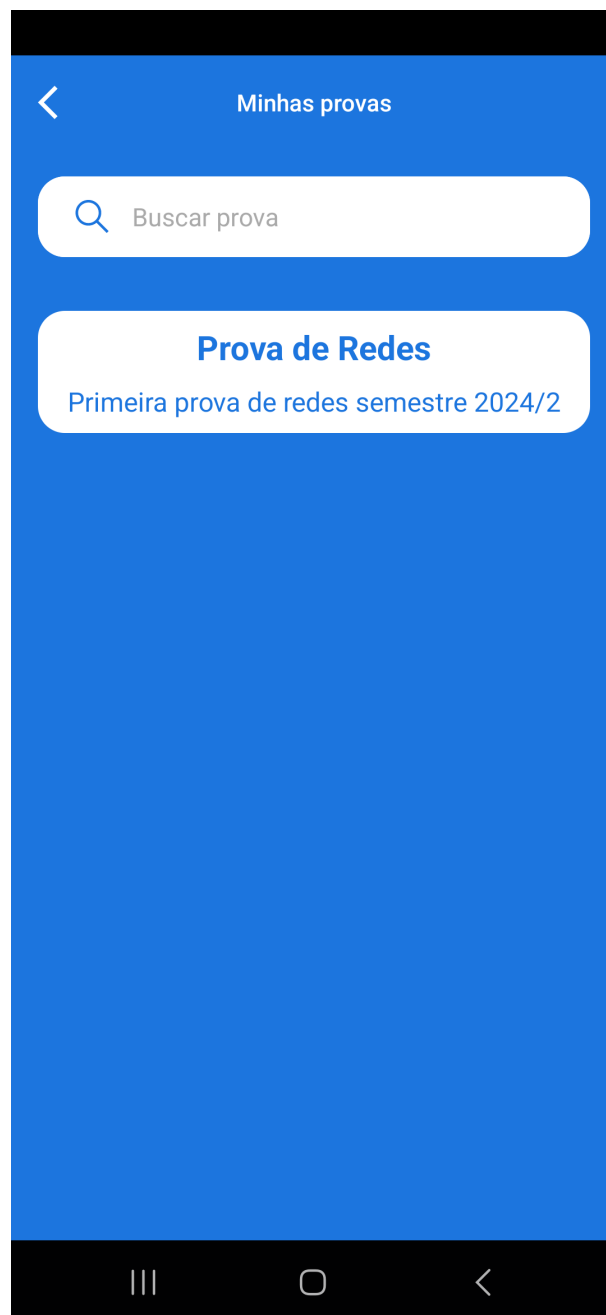 Minhas provas
Buscar prova
Prova de Redes
Primeira prova de redes semestre 2024/2